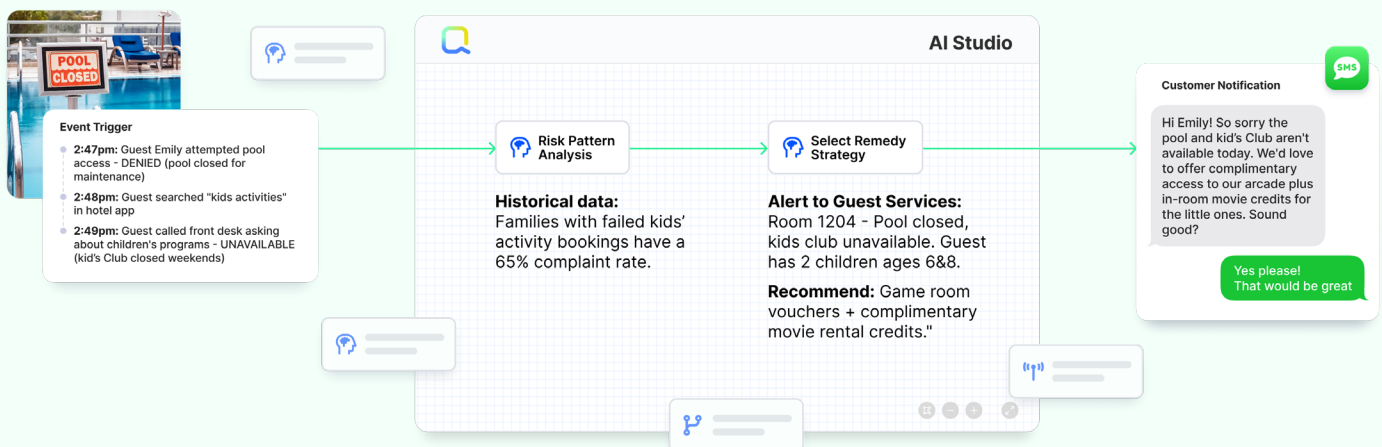 POOL
CLOSED
Event Trigger
2:47pm: Guest Emily attempted pool
access - DENIED (pool closed for
maintenance)
2:48pm: Guest searched "kids activities"
in hotel app
2:49pm: Guest called front desk asking
about children's programs - UNAVAILABLE
(kid's Club closed weekends)
AI Studio
Risk Pattern
Analysis
Historical data:
Families with failed kids’
activity bookings have a
65% complaint rate.
Select Remedy
Strategy
Alert to Guest Services:
Room 1204 - Pool closed,
kids club unavailable. Guest
has 2 children ages 6&8.
Recommend: Game room
vouchers + complimentary
movie rental credits."
SMS
Customer Notification
Hi Emily! So sorry the
pool and kid’s Club aren't
available today. We'd love
to offer complimentary
access to our arcade plus
in-room movie credits for
the little ones. Sound
good?
Yes please!
That would be great